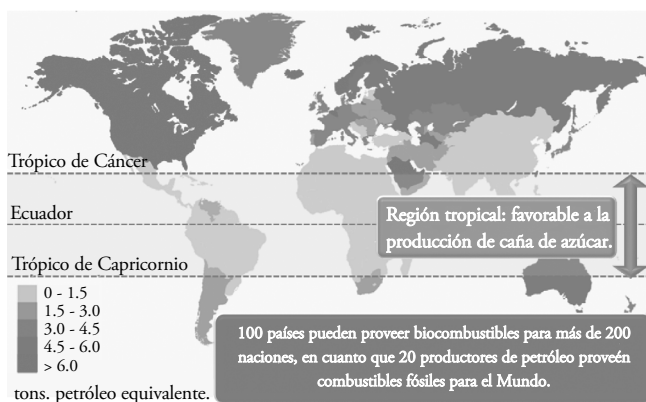 Trópico de Cáncer
Ecuador
Región tropical: favorable a la
producción de caña de azúcar.
Trópico de Capricornio
0 - 1.5
1.5 - 3.0
3.0 - 4.5
4.5 - 6.0
> 6.0
tons. petróleo equivalente.
100 países pueden proveer biocombustibles para más de 200
naciones, en cuanto que 20 productores de petróleo proveén
combustibles fósiles para el Mundo.